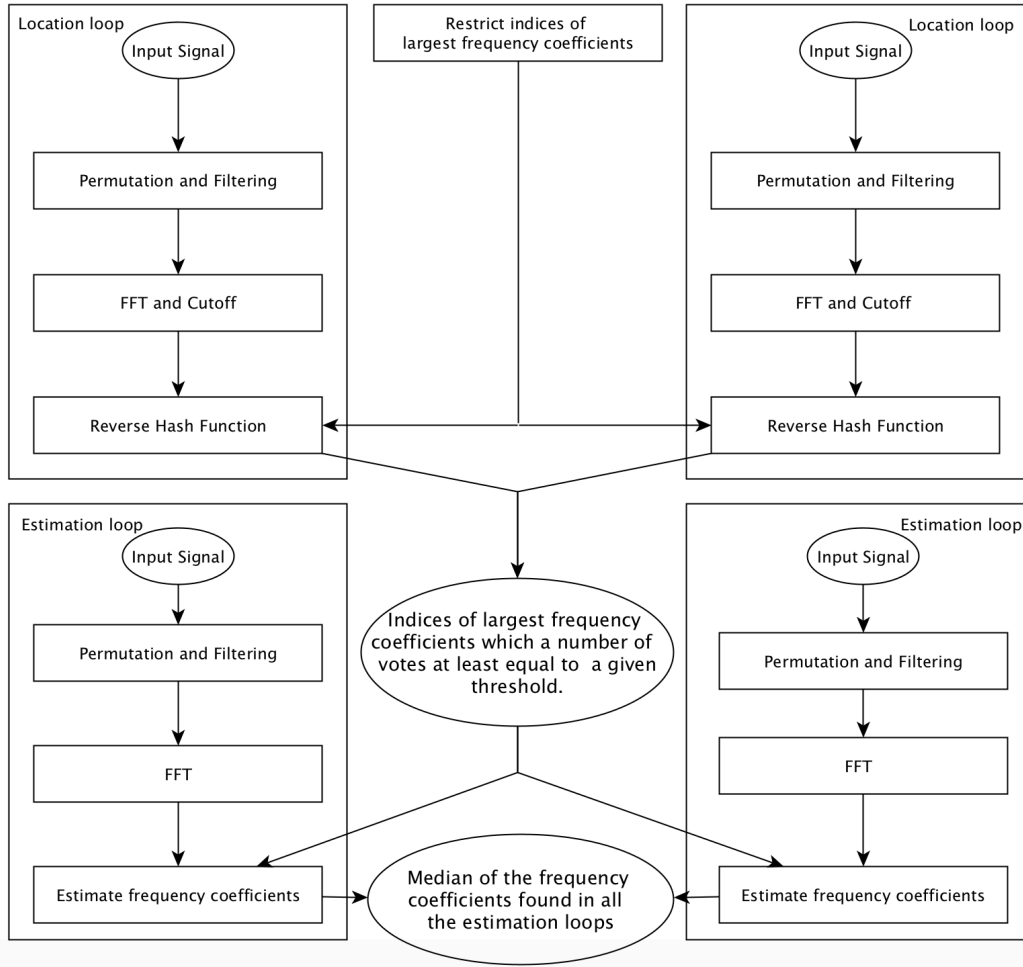 Location loop
Input Signal
Permutation and Filtering
FFT and Cutoff
Reverse Hash Function
Restrict indices of
largest frequency coefficients
Location loop
Input Signal
Permutation and Filtering
FFT and Cutoff
Reverse Hash Function
Estimation loop
Input Signal
Permutation and Filtering
FFT
Estimate frequency coefficients
Indices of largest frequency
coefficients which a number of
votes at least equal to a given
threshold.
Median of the frequency
coefficients found in all
the estimation loops
Estimation loop
Input Signal
Permutation and Filtering
FFT
Estimate frequency coefficients